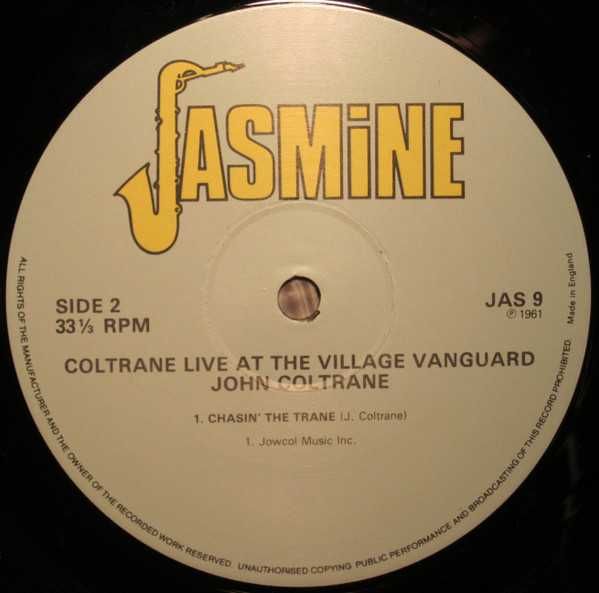 JASMiNE
SIDE 2
33⅓ RPM
JAS 9
℗ 1961
Made in England
COLTRANE LIVE AT THE VILLAGE VANGUARD
JOHN COLTRANE
1. CHASIN' THE TRANE (J. Coltrane)
1. Jowcol Music Inc.
ALL RIGHTS OF THE MANUFACTURER AND THE OWNER OF THE RECORDED WORK RESERVED. UNAUTHORISED COPYING PUBLIC PERFORMANCE AND BROADCASTING OF THIS RECORD PROHIBITED.